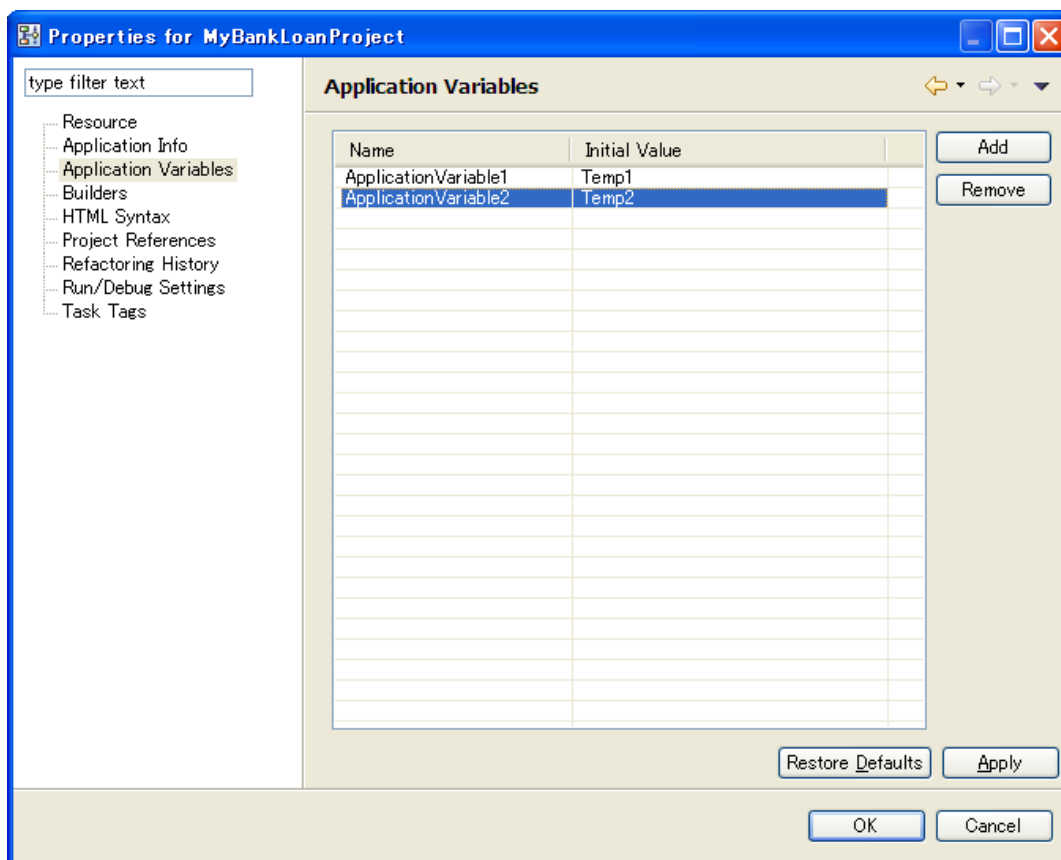 Properties for MyBankLoanProject
type filter text
Resource
Application Info
Application Variables
Builders
HTML Syntax
Project References
Refactoring History
Run/Debug Settings
Task Tags
Application Variables
Name Initial Value
ApplicationVariable1 Temp1
ApplicationVariable2 Temp2
Add
Remove
Restore Defaults Apply
OK Cancel